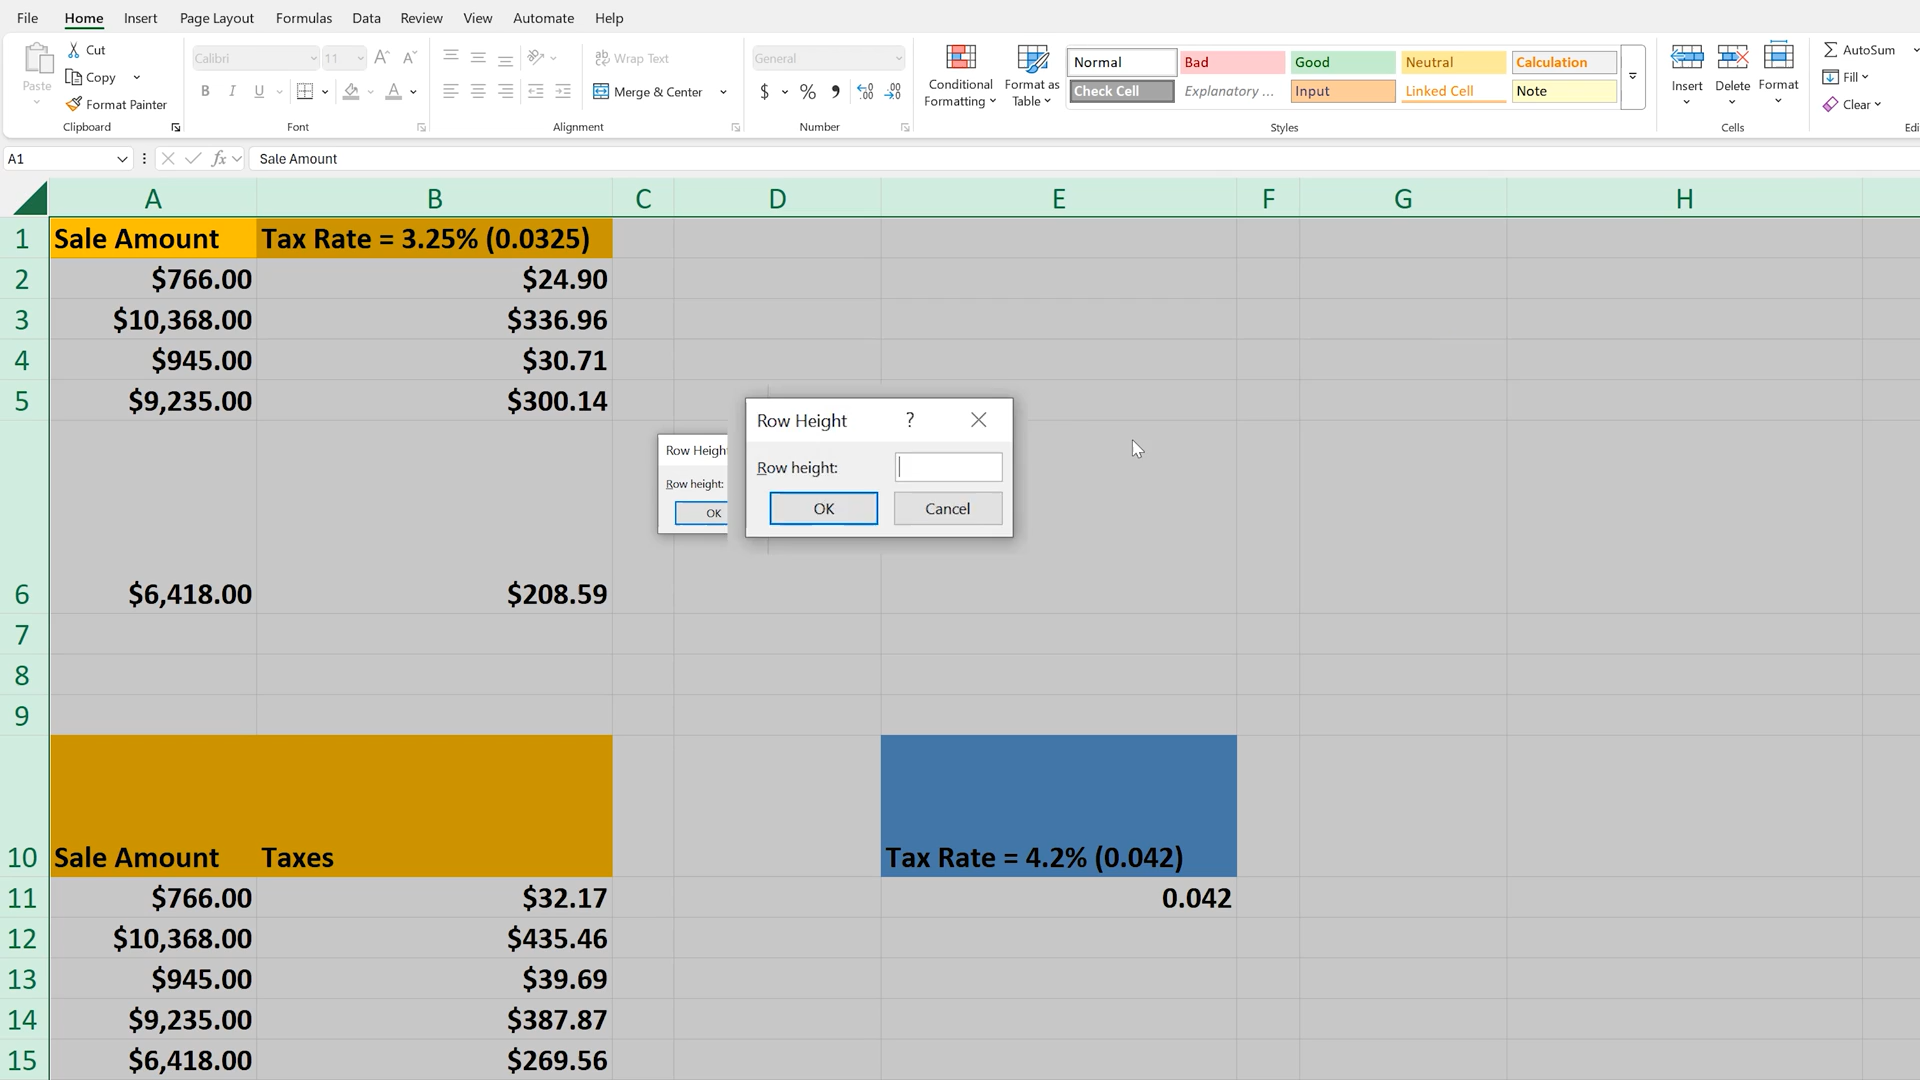 File Home Insert Page Layout Formulas Data Review View Automate Help
Paste
Cut
Copy
Format Painter
Clipboard
Calibri 11
B I U
Font
Wrap Text
Merge & Center
Alignment
General
$ % ,
Number
Conditional Formatting
Format as Table
Normal Bad Good Neutral Calculation
Check Cell Explanatory ... Input Linked Cell Note
Styles
Insert Delete Format
Cells
AutoSum
Fill
Clear
Edi
A1 fx Sale Amount
A B C D E F G H
1 Sale Amount Tax Rate = 3.25% (0.0325)
2 $766.00 $24.90
3 $10,368.00 $336.96
4 $945.00 $30.71
5 $9,235.00 $300.14
Row Heigh
Row height:
OK
Row Height ?
Row height:
OK Cancel
6 $6,418.00 $208.59
7
8
9
10 Sale Amount Taxes Tax Rate = 4.2% (0.042)
11 $766.00 $32.17 0.042
12 $10,368.00 $435.46
13 $945.00 $39.69
14 $9,235.00 $387.87
15 $6,418.00 $269.56